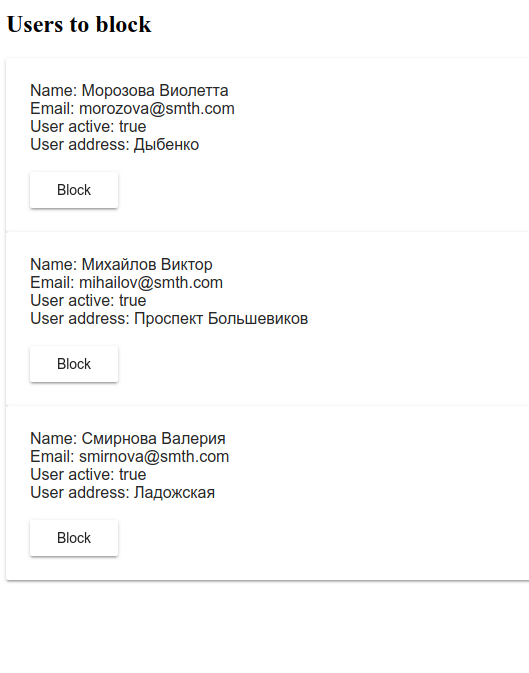 Users to block
Name: Морозова Виолетта
Email: morozova@smth.com
User active: true
User address: Дыбенко
Block
Name: Михайлов Виктор
Email: mihailov@smth.com
User active: true
User address: Проспект Большевиков
Block
Name: Смирнова Валерия
Email: smirnova@smth.com
User active: true
User address: Ладожская
Block